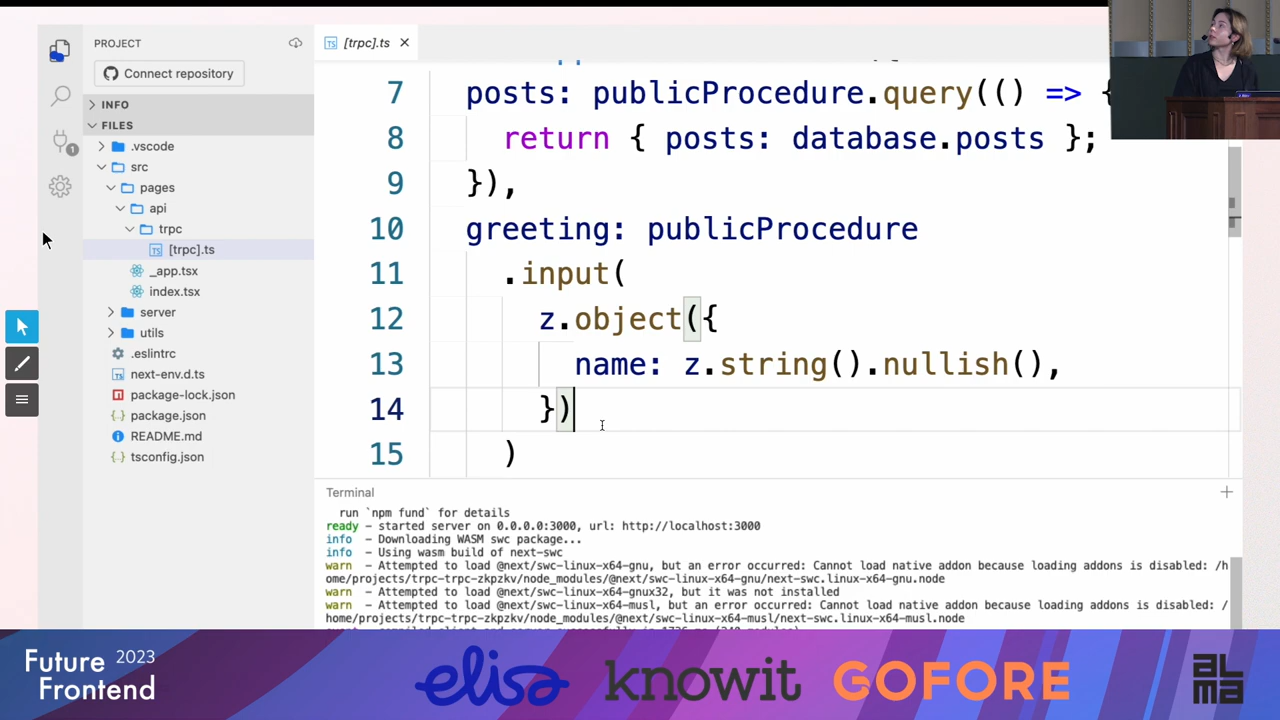 PROJECT
Connect repository
INFO
FILES
.vscode
src
pages
api
trpc
TS [trpc].ts
_app.tsx
index.tsx
server
utils
.eslintrc
next-env.d.ts
package-lock.json
package.json
README.md
tsconfig.json
1
TS [trpc].ts
7 posts: publicProcedure.query(() => {
8 return { posts: database.posts };
9 }),
10 greeting: publicProcedure
11 .input(
12 z.object({
13 name: z.string().nullish(),
14 })
15 )
Terminal
run `npm fund` for details
ready - started server on 0.0.0.0:3000, url: http://localhost:3000
info - Downloading WASM swc package...
info - Using wasm build of next-swc
warn - Attempted to load @next/swc-linux-x64-gnu, but an error occurred: Cannot load native addon because loading addons is disabled: /h
ome/projects/trpc-trpc-zkpzkv/node_modules/@next/swc-linux-x64-gnu/next-swc.linux-x64-gnu.node
warn - Attempted to load @next/swc-linux-x64-gnux32, but it was not installed
warn - Attempted to load @next/swc-linux-x64-musl, but an error occurred: Cannot load native addon because loading addons is disabled: /
home/projects/trpc-trpc-zkpzkv/node_modules/@next/swc-linux-x64-musl/next-swc.linux-x64-musl.node
Future 2023
Frontend
elisa
knowit
GOFORE
ALMA